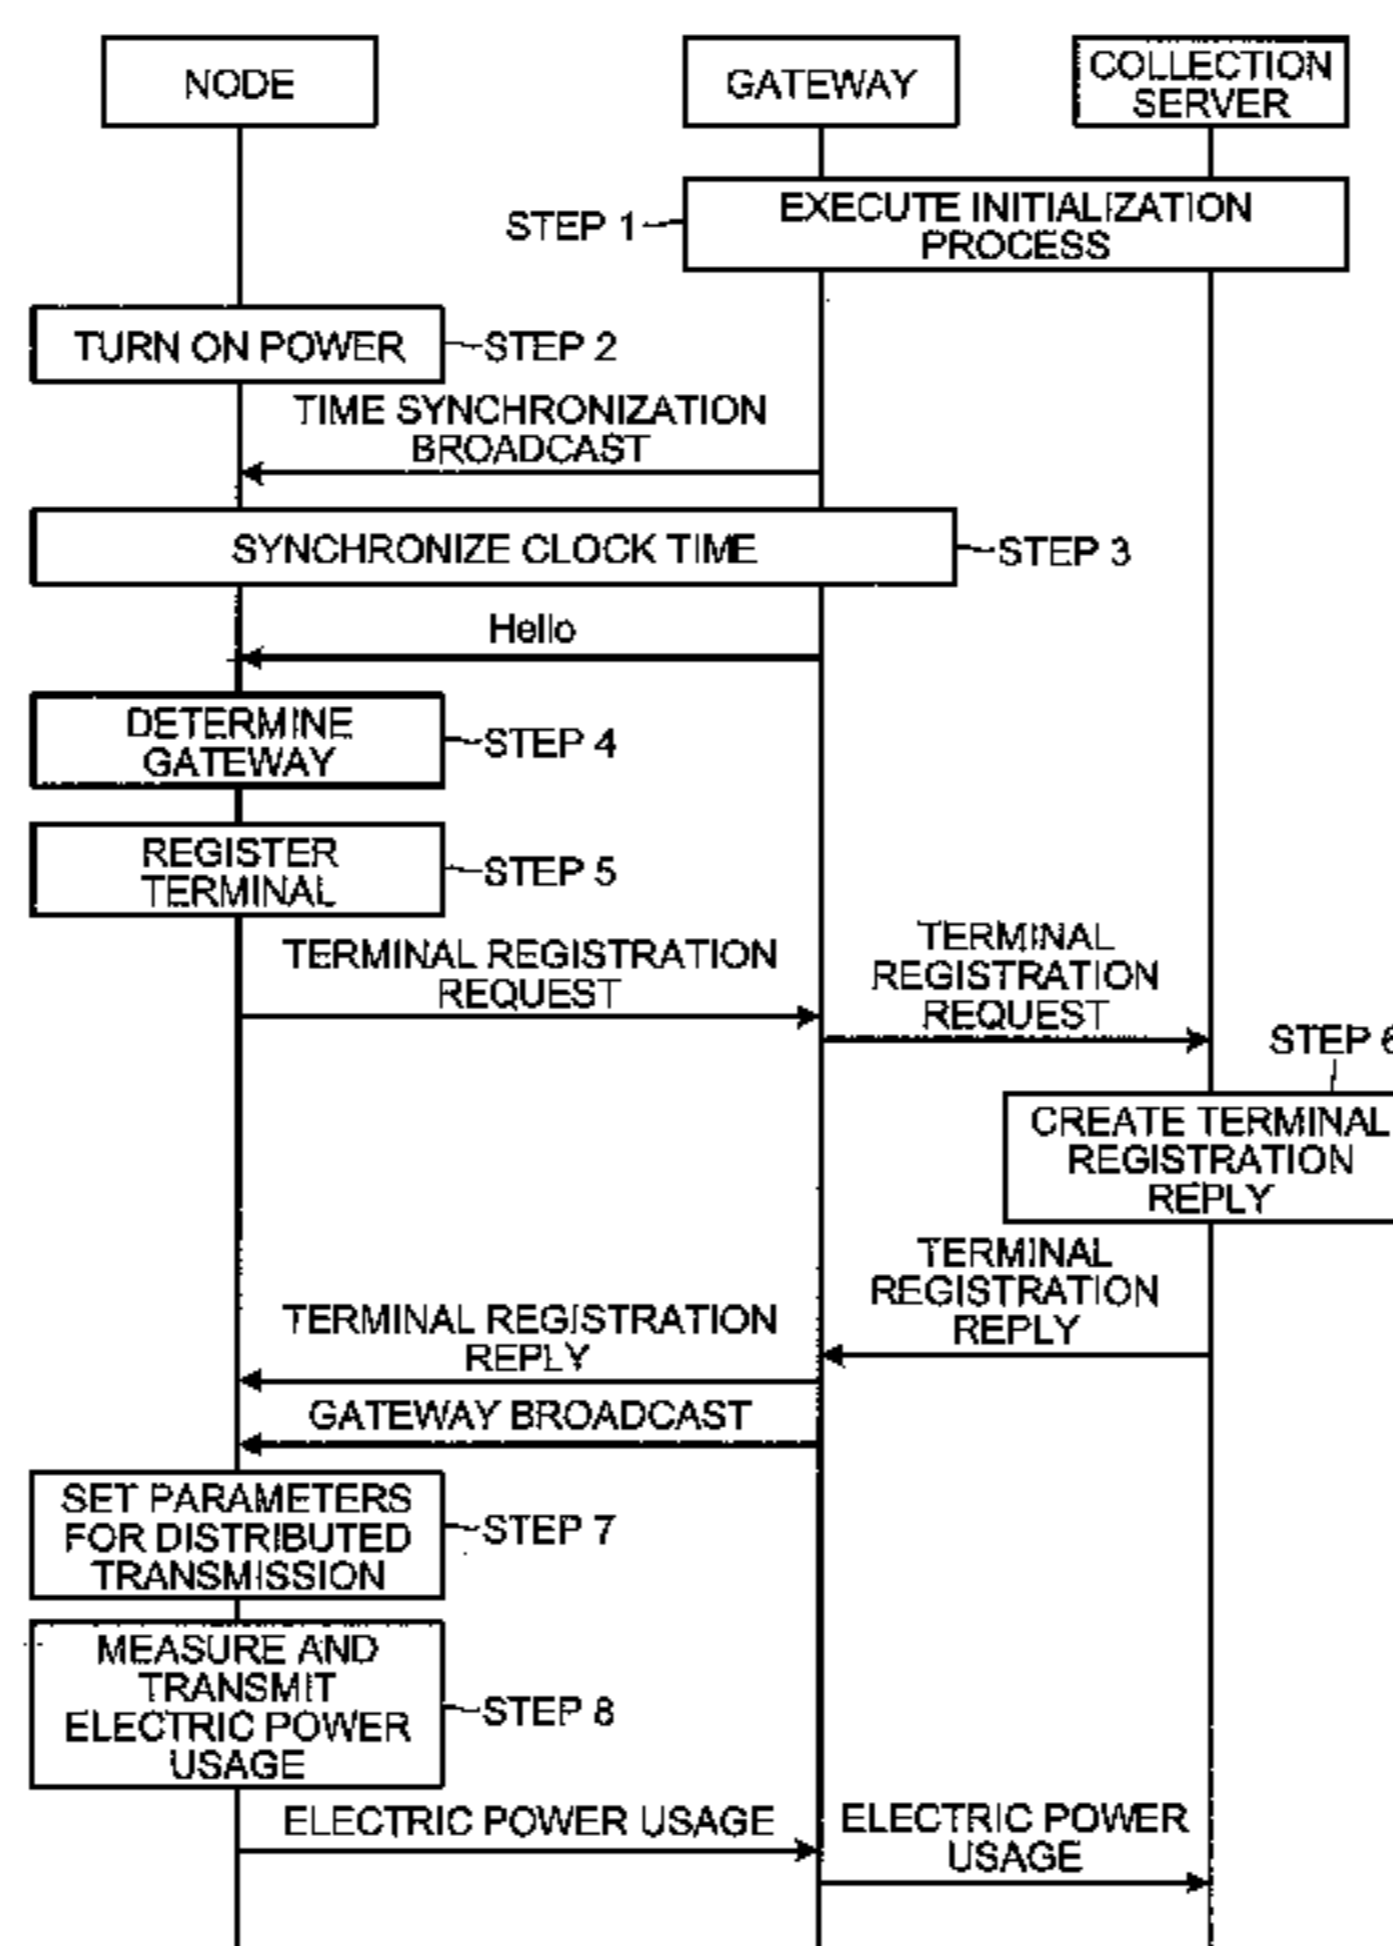 NODE
GATEWAY
COLLECTION
SERVER
EXECUTE INITIALIZATION
PROCESS
STEP 1
TURN ON POWER
STEP 2
TIME SYNCHRONIZATION
BROADCAST
SYNCHRONIZE CLOCK TIME
STEP 3
Hello
DETERMINE
GATEWAY
STEP 4
REGISTER
TERMINAL
STEP 5
TERMINAL REGISTRATION
REQUEST
TERMINAL
REGISTRATION
REQUEST
STEP 6
CREATE TERMINAL
REGISTRATION
REPLY
TERMINAL
REGISTRATION
REPLY
TERMINAL REGISTRATION
REPLY
GATEWAY BROADCAST
SET PARAMETERS
FOR DISTRIBUTED
TRANSMISSION
STEP 7
MEASURE AND
TRANSMIT
ELECTRIC POWER
USAGE
STEP 8
ELECTRIC POWER USAGE
ELECTRIC POWER
USAGE